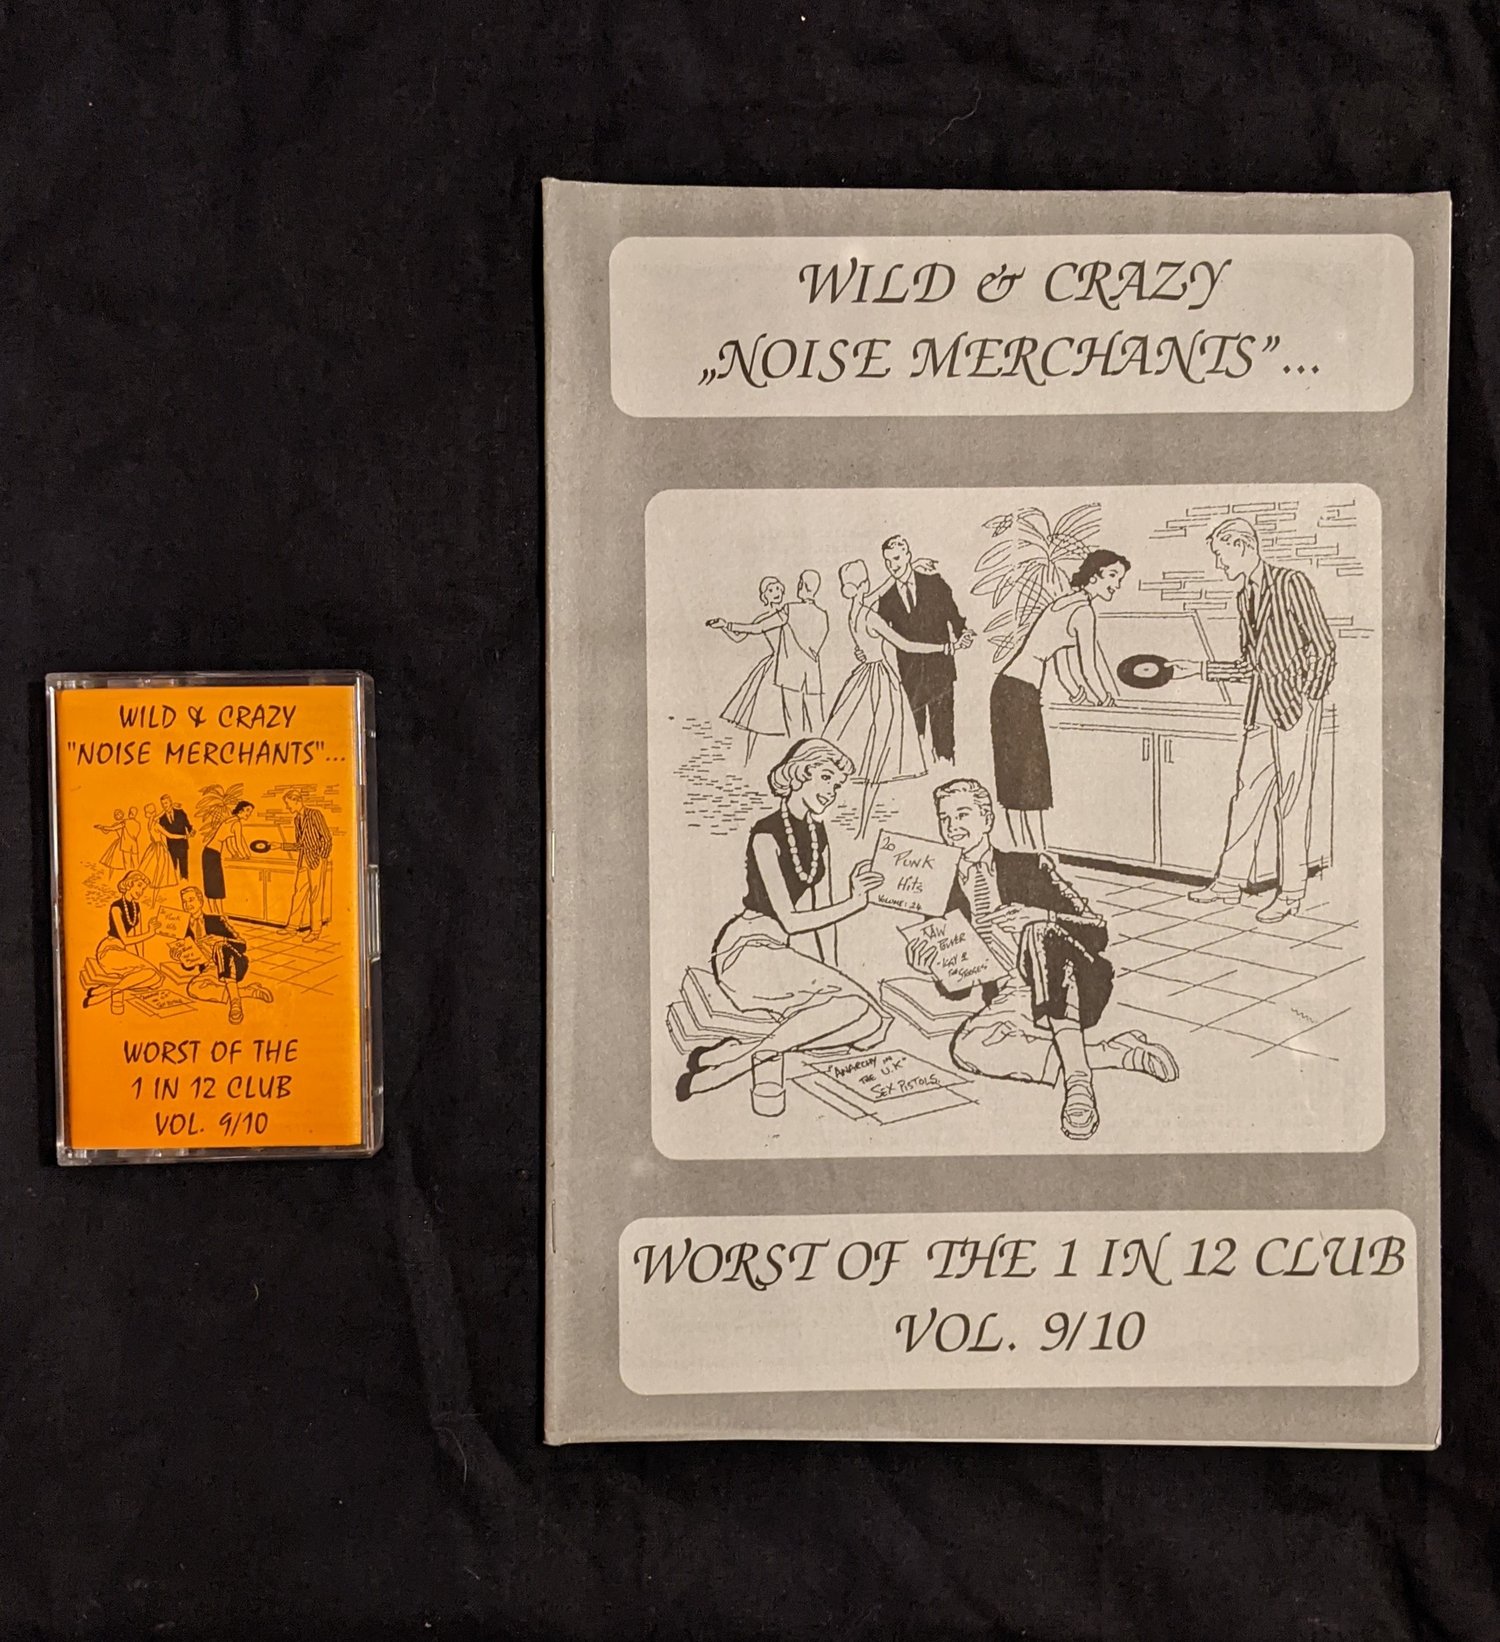 WILD & CRAZY
"NOISE MERCHANTS"...
WORST OF THE
1 IN 12 CLUB
VOL. 9/10
WILD & CRAZY
„NOISE MERCHANTS”...
20
PUNK
Hits
VOLUME: 24
RAW
POWER
THE STOOGES"
"ANARCHY IN
THE U.K"
SEX PISTOLS
WORST OF THE 1 IN 12 CLUB
VOL. 9/10